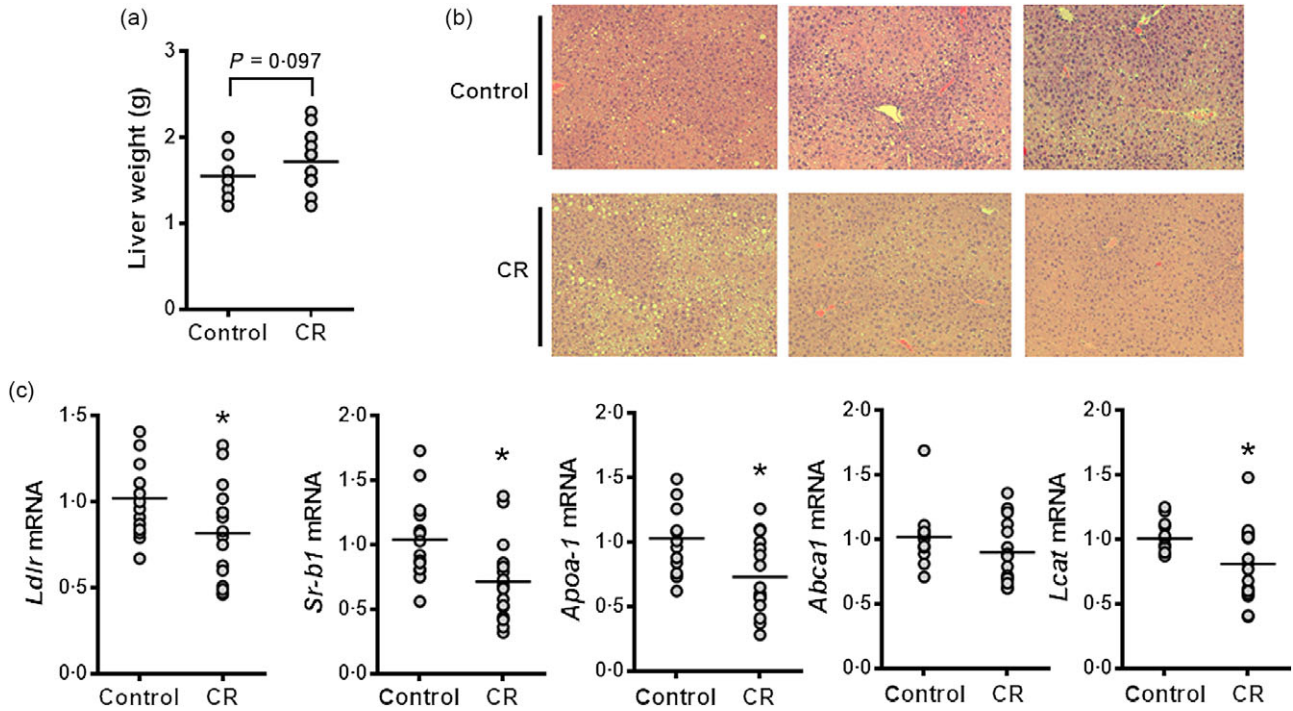 (a)
P = 0·097
Liver weight (g)
3
2
1
0
Control
CR
(b)
Control
CR
(c)
Ldlr mRNA
1·5
1·0
0·5
0·0
Control
CR
*
Sr-b1 mRNA
2·0
1·5
1·0
0·5
0·0
Control
CR
*
Apoa-1 mRNA
2·0
1·5
1·0
0·5
0·0
Control
CR
*
Abca1 mRNA
2·0
1·5
1·0
0·5
0·0
Control
CR
Lcat mRNA
2·0
1·5
1·0
0·5
0·0
Control
CR
*